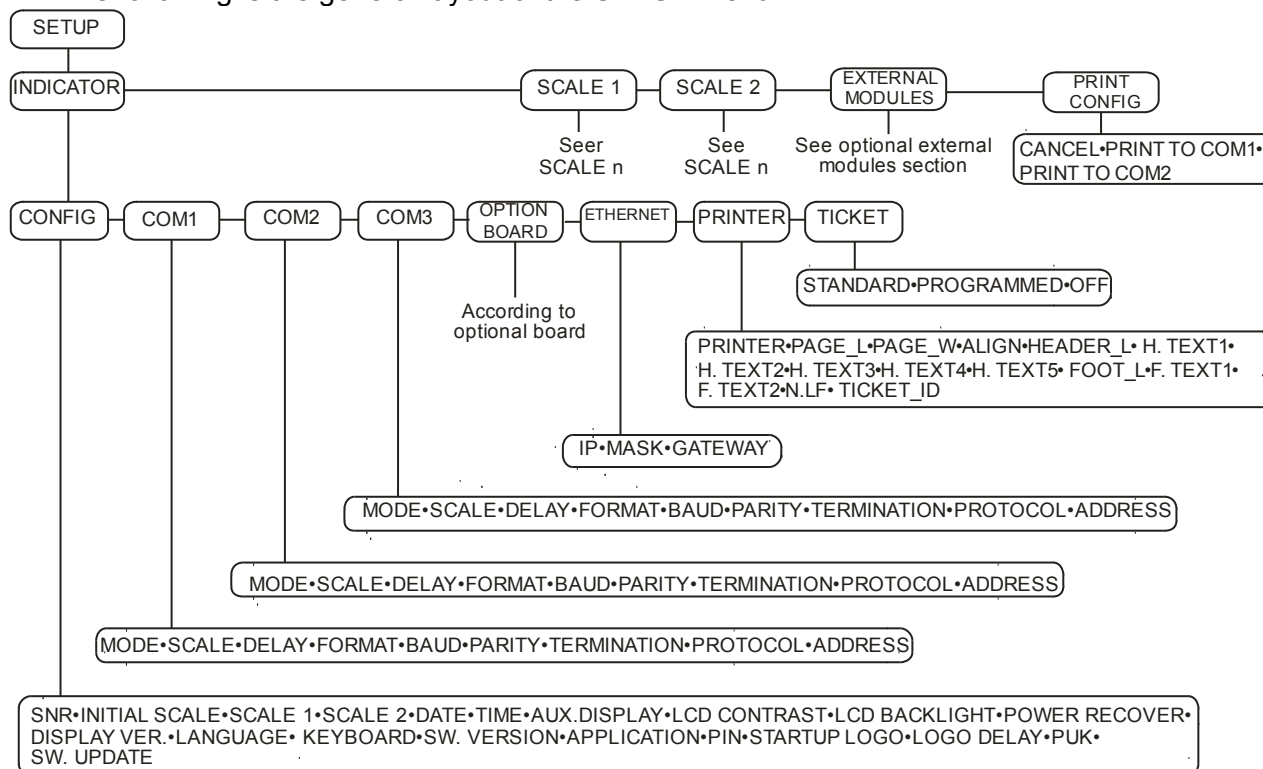 SETUP
INDICATOR
SCALE 1
SCALE 2
EXTERNAL
MODULES
PRINT
CONFIG
Seer
SCALE n
See
SCALE n
See optional external
modules section
CANCEL•PRINT TO COM1•
PRINT TO COM2
CONFIG
COM1
COM2
COM3
OPTION
BOARD
ETHERNET
PRINTER
TICKET
STANDARD•PROGRAMMED•OFF
According to
optional board
PRINTER•PAGE_L•PAGE_W•ALIGN•HEADER_L• H. TEXT1•
H. TEXT2•H. TEXT3•H. TEXT4•H. TEXT5• FOOT_L•F. TEXT1•
F. TEXT2•N.LF• TICKET_ID
IP•MASK•GATEWAY
MODE•SCALE•DELAY•FORMAT•BAUD•PARITY•TERMINATION•PROTOCOL•ADDRESS
MODE•SCALE•DELAY•FORMAT•BAUD•PARITY•TERMINATION•PROTOCOL•ADDRESS
MODE•SCALE•DELAY•FORMAT•BAUD•PARITY•TERMINATION•PROTOCOL•ADDRESS
SNR•INITIAL SCALE•SCALE 1•SCALE 2•DATE•TIME•AUX.DISPLAY•LCD CONTRAST•LCD BACKLIGHT•POWER RECOVER•
DISPLAY VER.•LANGUAGE• KEYBOARD•SW. VERSION•APPLICATION•PIN•STARTUP LOGO•LOGO DELAY•PUK•
SW. UPDATE